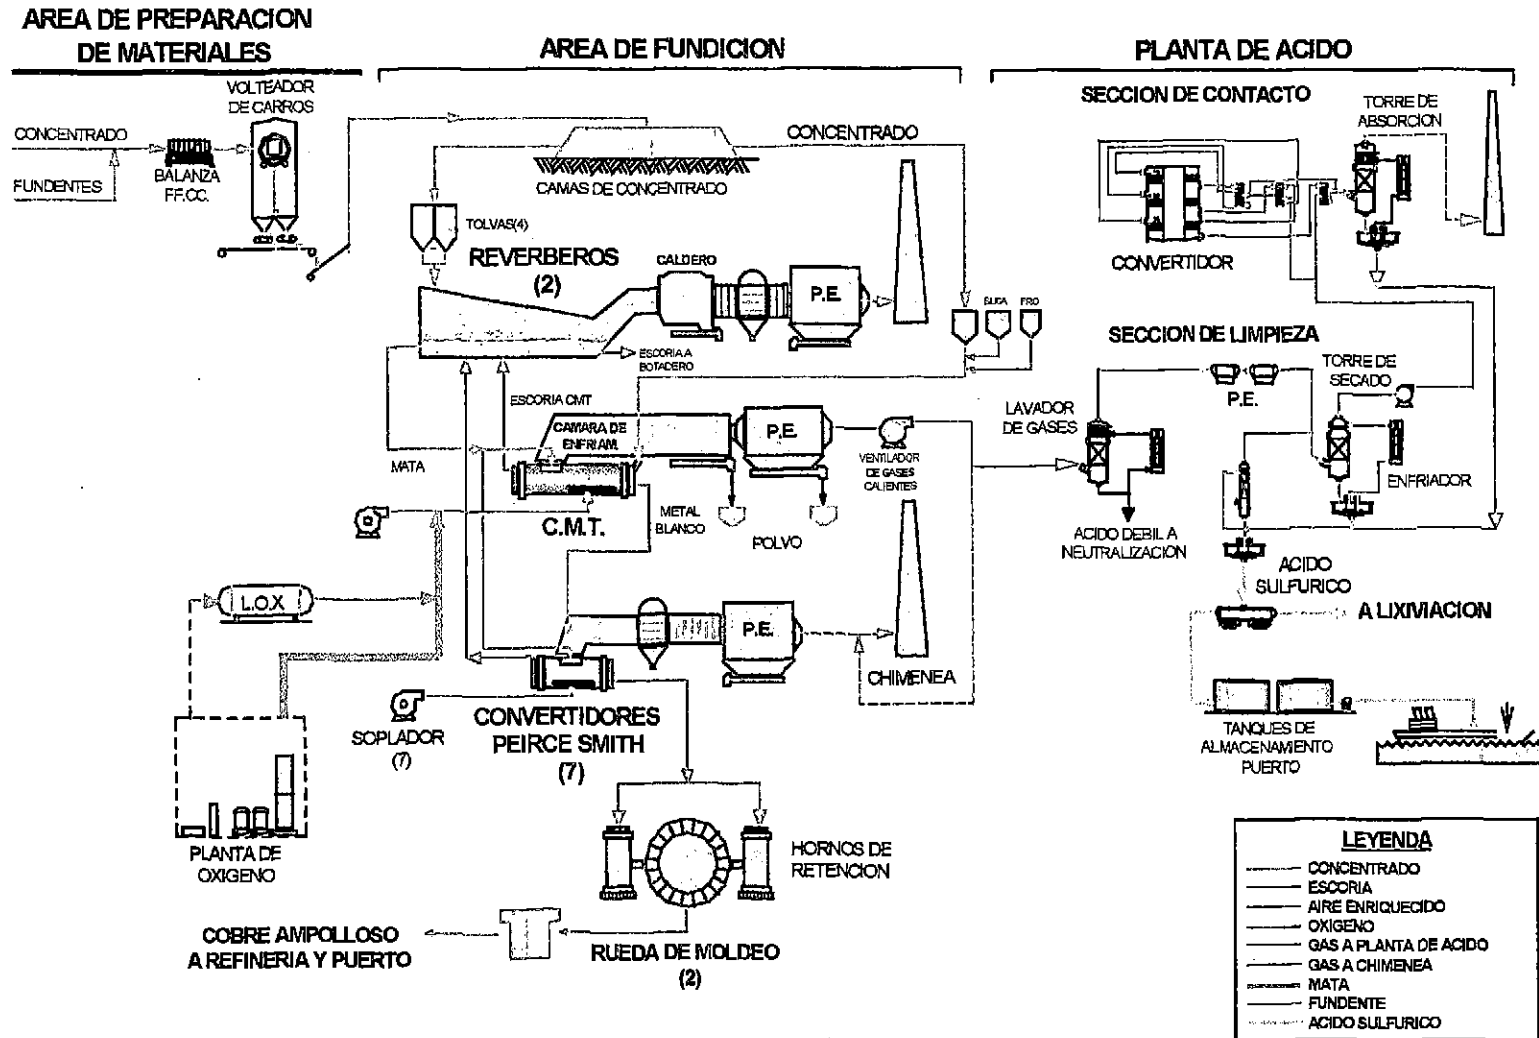 AREA DE PREPARACION
DE MATERIALES
AREA DE FUNDICION
PLANTA DE ACIDO
VOLTEADOR
DE CARROS
CONCENTRADO
FUNDENTES
BALANZA
FF.CC.
CONCENTRADO
CAMAS DE CONCENTRADO
TOLVAS(4)
REVERBEROS
(2)
CALDERO
P.E.
ESCORIA A
BOTADERO
ESCORIA CMT
MATA
CAMARA DE
ENFRIAM.
P.E.
VENTILADOR
DE GASES
CALIENTES
C.M.T.
METAL
BLANCO
POLVO
L.O.X
P.E.
CHIMENEA
SOPLADOR
(7)
CONVERTIDORES
PEIRCE SMITH
(7)
PLANTA DE
OXIGENO
HORNOS DE
RETENCION
COBRE AMPOLLOSO
A REFINERIA Y PUERTO
RUEDA DE MOLDEO
(2)
SECCION DE CONTACTO
TORRE DE
ABSORCION
CONVERTIDOR
SECCION DE LIMPIEZA
TORRE DE
SECADO
P.E.
LAVADOR
DE GASES
ENFRIADOR
ACIDO DEBIL A
NEUTRALIZACION
ACIDO
SULFURICO
A LIXIVIACION
TANQUES DE
ALMACENAMIENTO
PUERTO
LEYENDA
CONCENTRADO
ESCORIA
AIRE ENRIQUECIDO
OXIGENO
GAS A PLANTA DE ACIDO
GAS A CHIMENEA
MATA
FUNDENTE
ACIDO SULFURICO